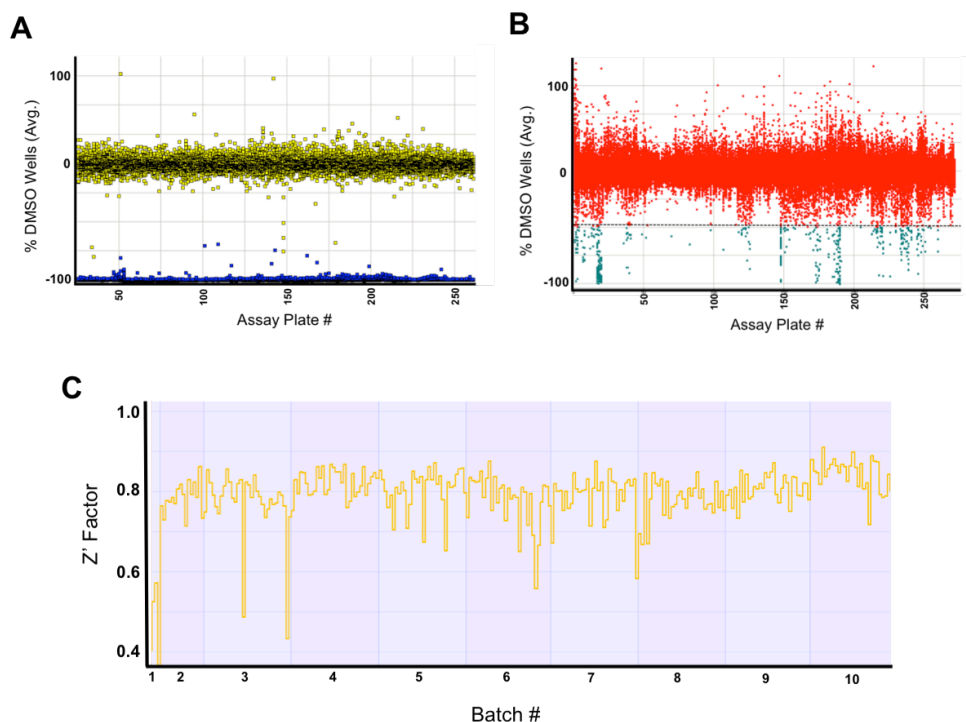 A
% DMSO Wells (Avg.)
100
0
-100
50
100
150
200
250
Assay Plate #
B
% DMSO Wells (Avg.)
100
0
-100
50
100
150
200
250
Assay Plate #
C
Z' Factor
1.0
0.8
0.6
0.4
1 2 3 4 5 6 7 8 9 10
Batch #